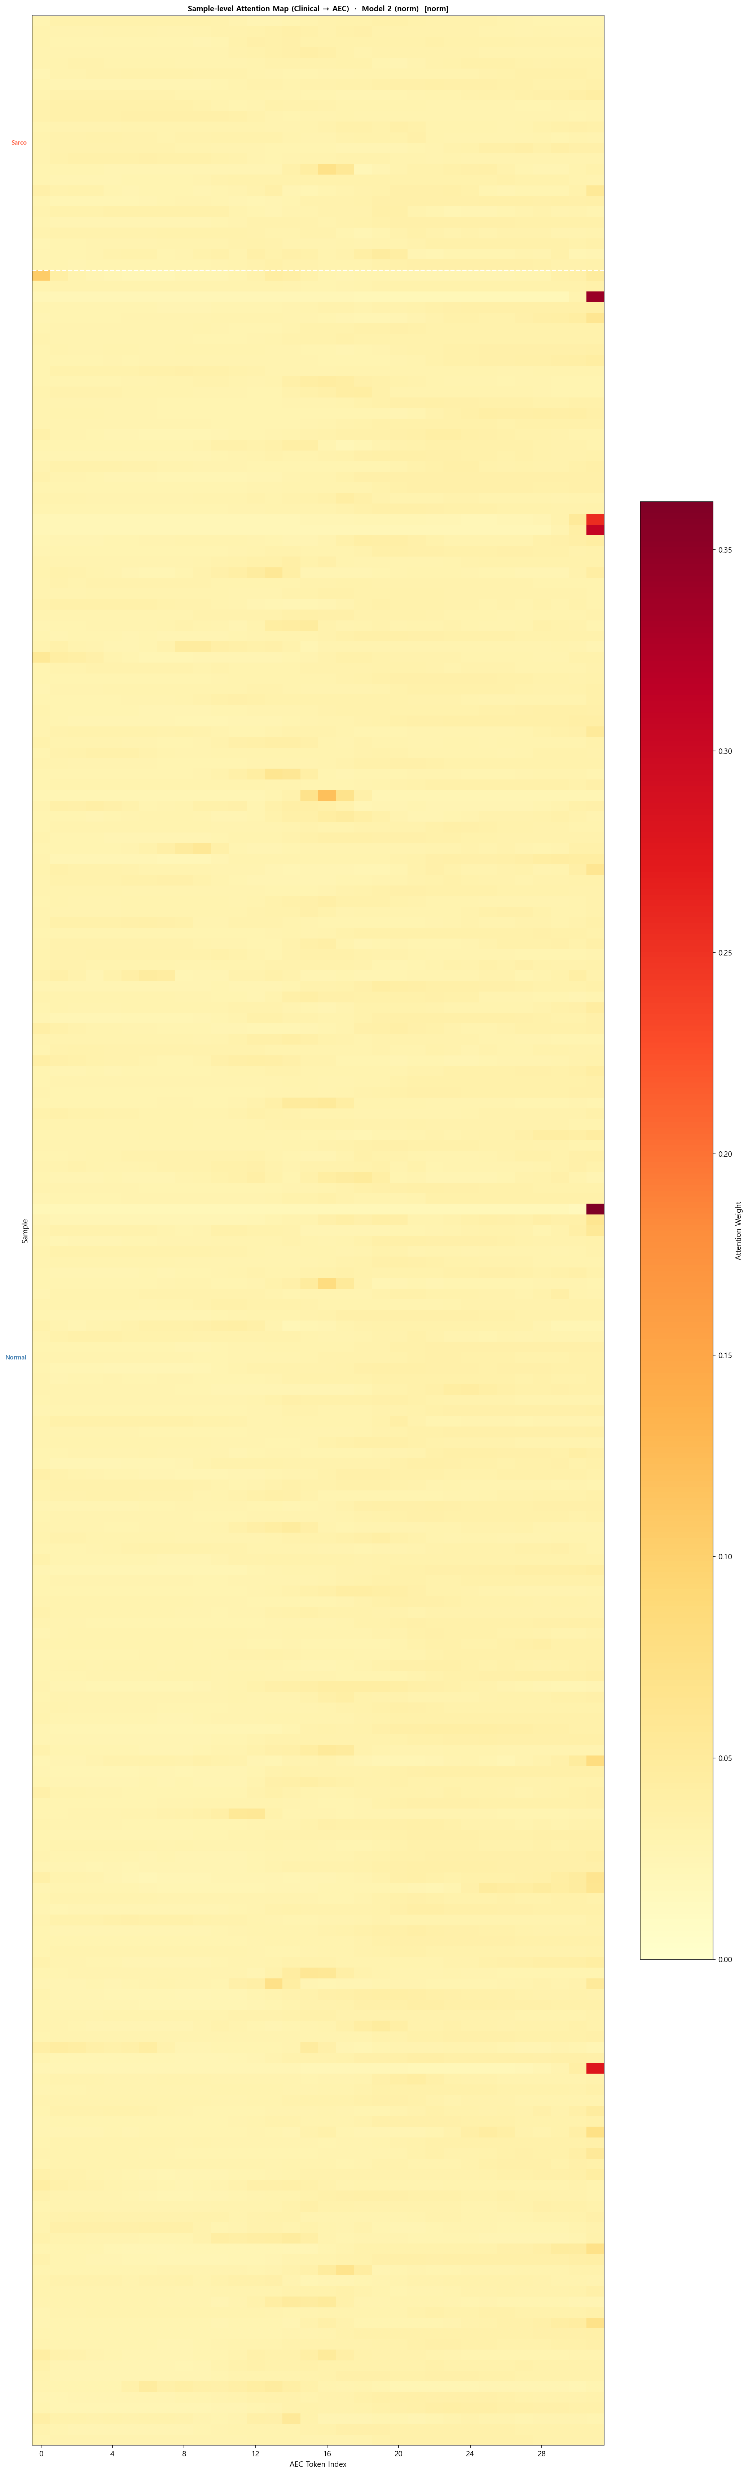 Sample-level Attention Map (Clinical → AEC)  ·  Model 2 (norm)  [norm]
Sarco
Normal
Sample
0 4 8 12 16 20 24 28
AEC Token Index
0.35
0.30
0.25
0.20
0.15
0.10
0.05
0.00
Attention Weight